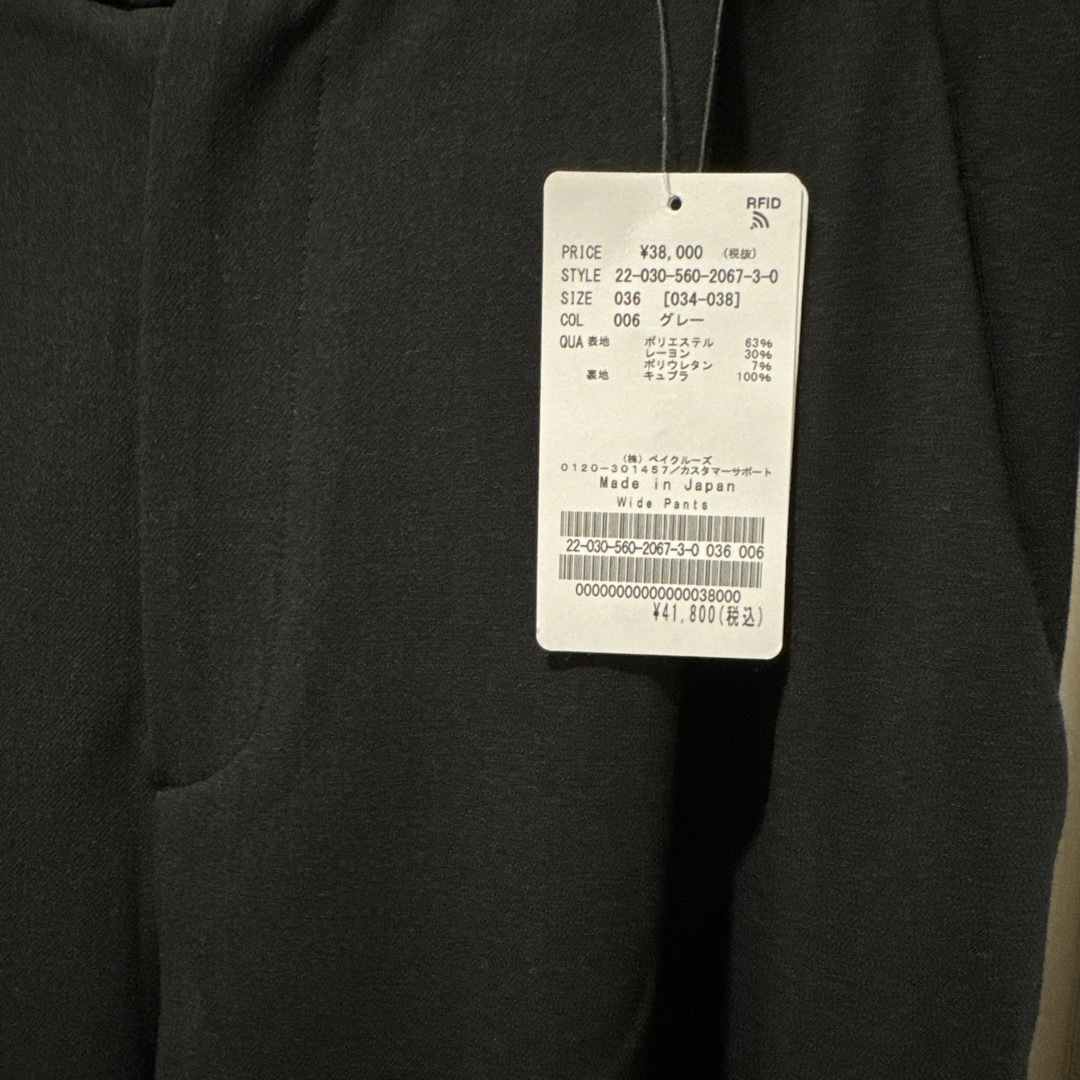 RFID
PRICE ¥38,000 (税抜)
STYLE 22-030-560-2067-3-0
SIZE 036 [034-038]
COL 006 グレー
QUA 表地 ポリエステル 63%
レーヨン 30%
ポリウレタン 7%
裏地 キュプラ 100%
(株) ベイクルーズ
0120-301457/カスタマーサポート
Made in Japan
Wide Pants
22-030-560-2067-3-0 036 006
00000000000000038000
¥41,800(税込)